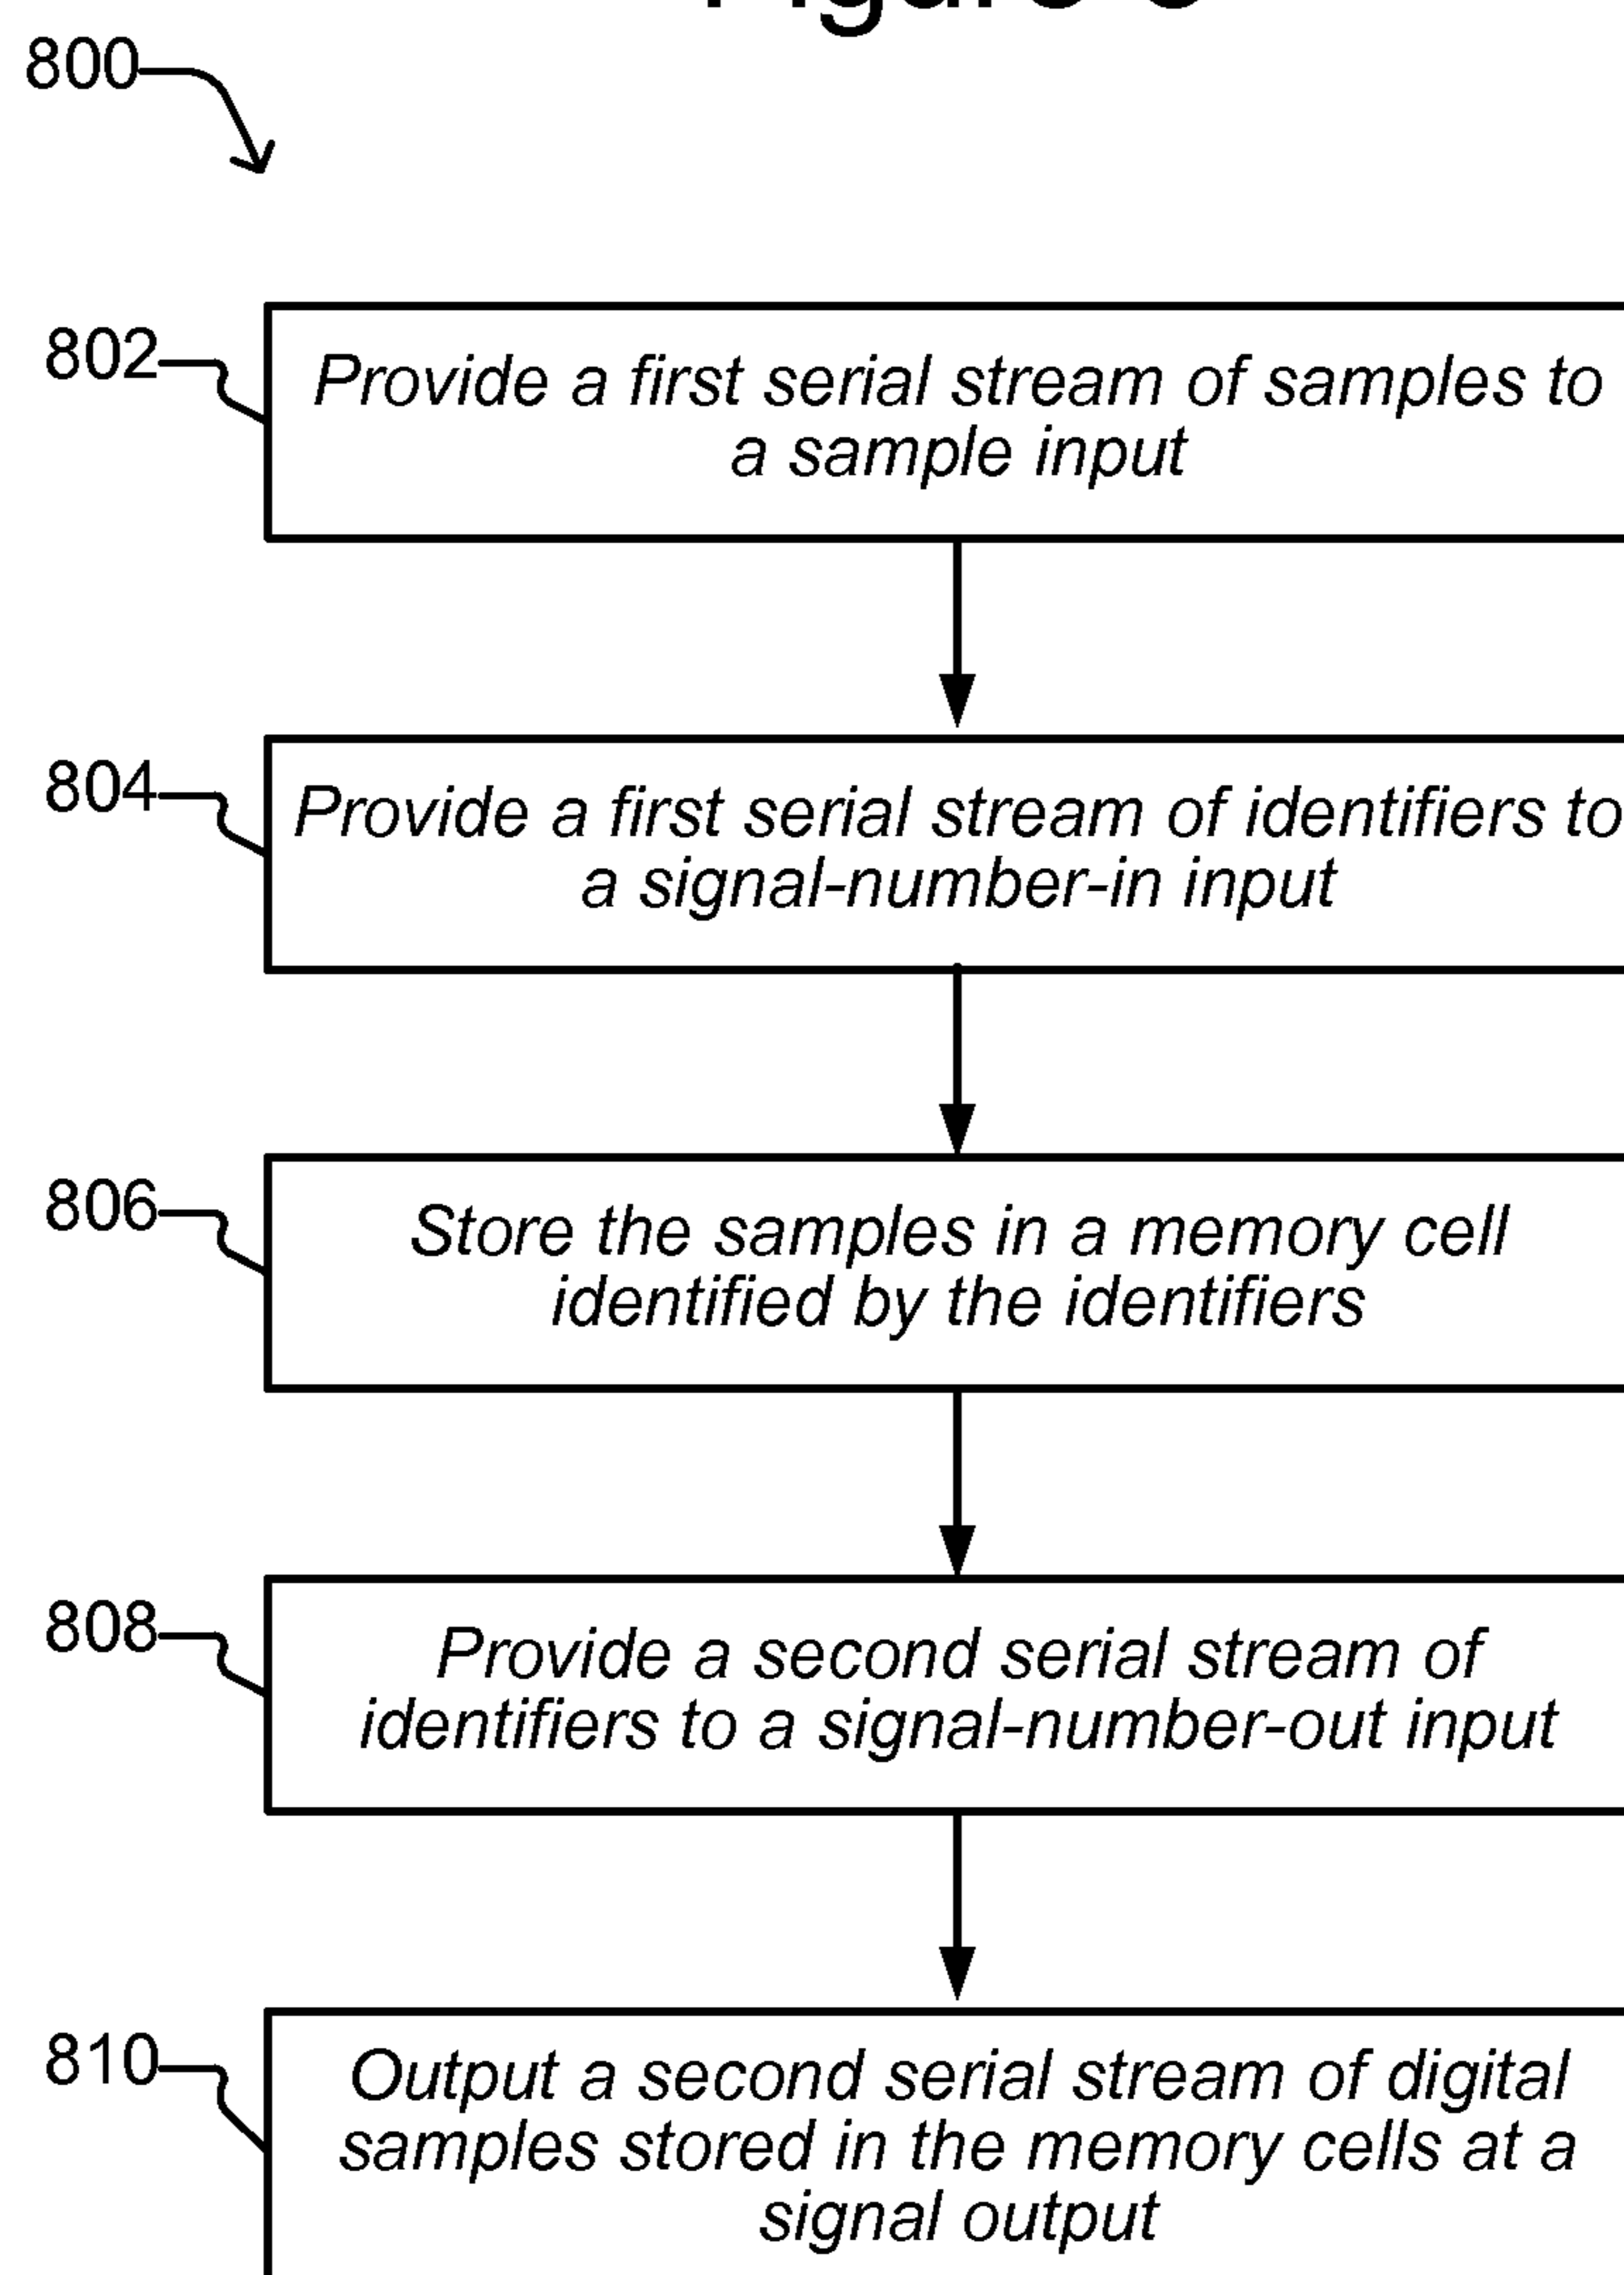 800
802
Provide a first serial stream of samples to
a sample input
804
Provide a first serial stream of identifiers to
a signal-number-in input
806
Store the samples in a memory cell
identified by the identifiers
808
Provide a second serial stream of
identifiers to a signal-number-out input
810
Output a second serial stream of digital
samples stored in the memory cells at a
signal output